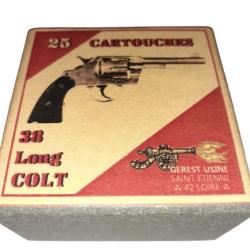 25 CARTOUCHES
38
Long
COLT
GEREST USINE
SAINT ETIENNE
∴ 42 LOIRE ∴